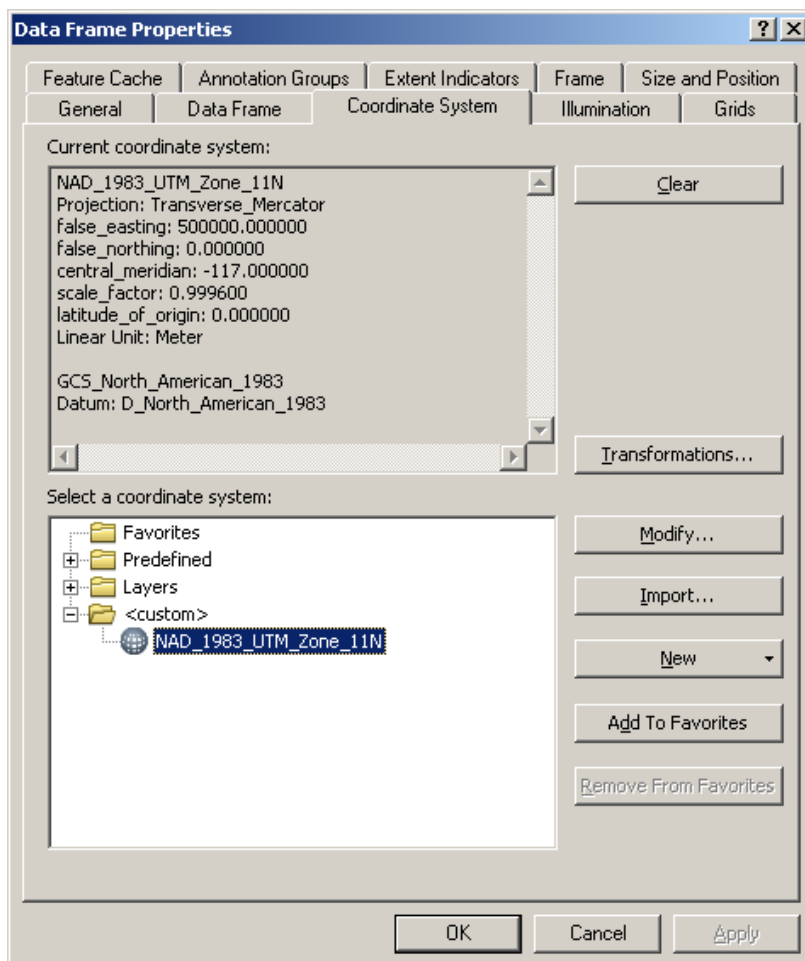 Data Frame Properties
Feature Cache Annotation Groups Extent Indicators Frame Size and Position
General Data Frame Coordinate System Illumination Grids
Current coordinate system:
NAD_1983_UTM_Zone_11N
Projection: Transverse_Mercator
false_easting: 500000.000000
false_northing: 0.000000
central_meridian: -117.000000
scale_factor: 0.999600
latitude_of_origin: 0.000000
Linear Unit: Meter
GCS_North_American_1983
Datum: D_North_American_1983
Clear
Transformations...
Select a coordinate system:
Favorites
Predefined
Layers
<custom>
NAD_1983_UTM_Zone_11N
Modify...
Import...
New
Add To Favorites
Remove From Favorites
OK Cancel Apply